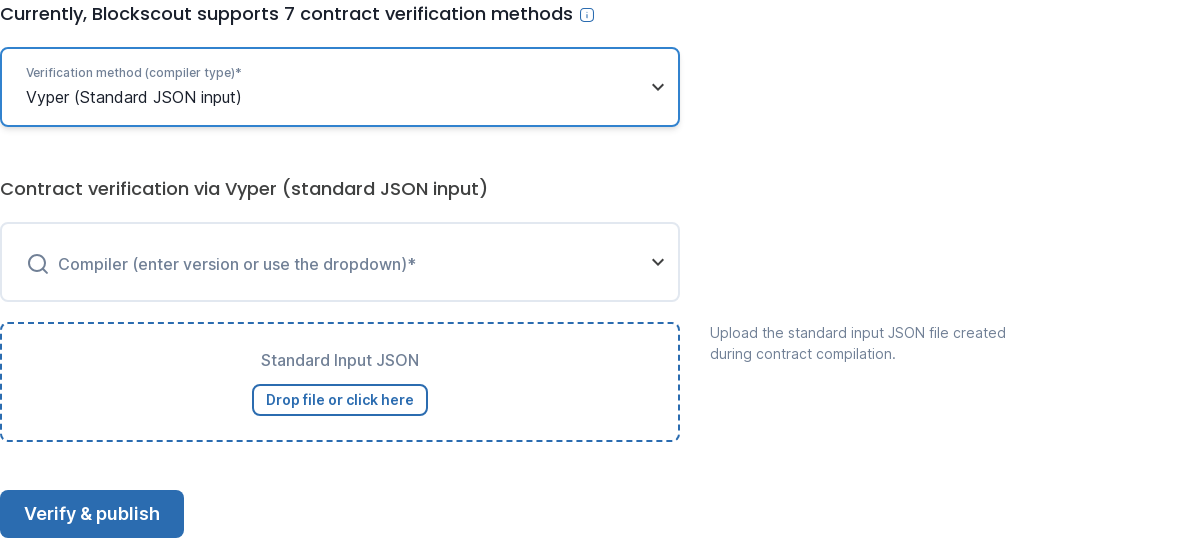 Currently, Blockscout supports 7 contract verification methods
Verification method (compiler type)*
Vyper (Standard JSON input)
Contract verification via Vyper (standard JSON input)
Compiler (enter version or use the dropdown)*
Standard Input JSON
Drop file or click here
Upload the standard input JSON file created
during contract compilation.
Verify & publish